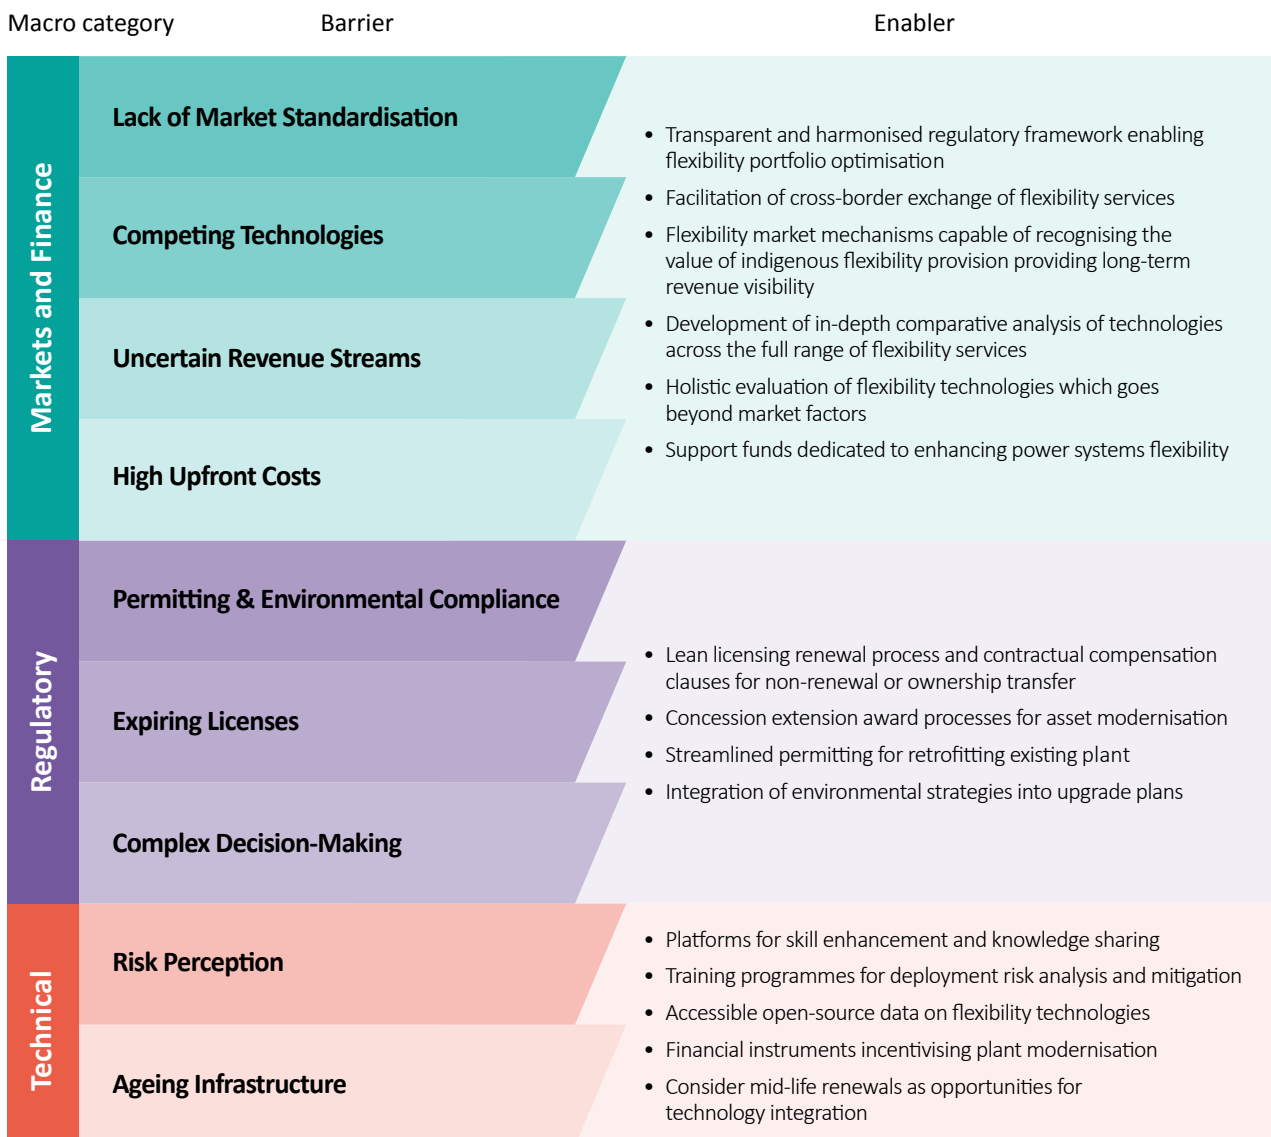 Macro category
Barrier
Enabler
Markets and Finance
Lack of Market Standardisation
Competing Technologies
Uncertain Revenue Streams
High Upfront Costs
• Transparent and harmonised regulatory framework enabling
flexibility portfolio optimisation
• Facilitation of cross-border exchange of flexibility services
• Flexibility market mechanisms capable of recognising the
value of indigenous flexibility provision providing long-term
revenue visibility
• Development of in-depth comparative analysis of technologies
across the full range of flexibility services
• Holistic evaluation of flexibility technologies which goes
beyond market factors
• Support funds dedicated to enhancing power systems flexibility
Regulatory
Permitting & Environmental Compliance
Expiring Licenses
Complex Decision-Making
• Lean licensing renewal process and contractual compensation
clauses for non-renewal or ownership transfer
• Concession extension award processes for asset modernisation
• Streamlined permitting for retrofitting existing plant
• Integration of environmental strategies into upgrade plans
Technical
Risk Perception
Ageing Infrastructure
• Platforms for skill enhancement and knowledge sharing
• Training programmes for deployment risk analysis and mitigation
• Accessible open-source data on flexibility technologies
• Financial instruments incentivising plant modernisation
• Consider mid-life renewals as opportunities for
technology integration